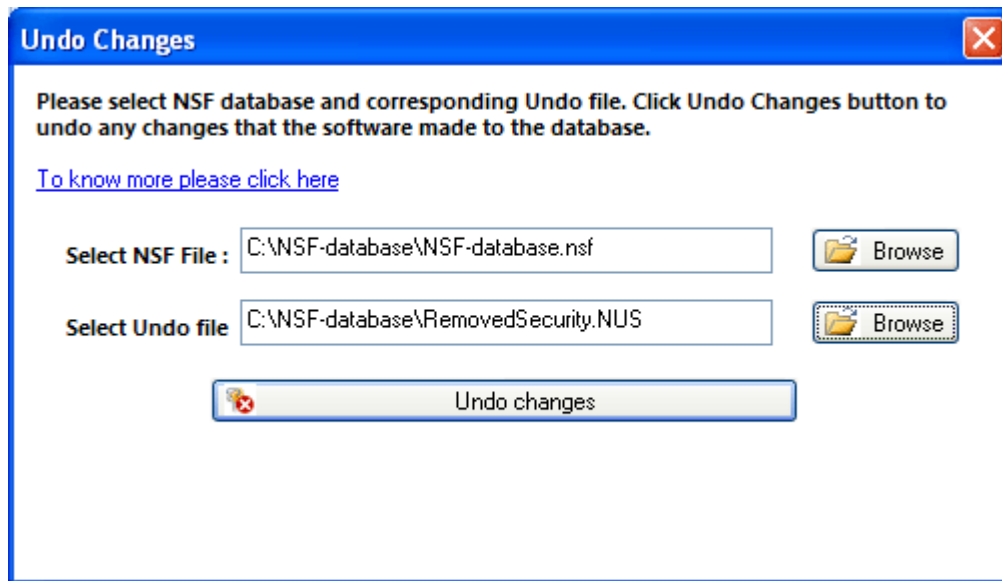 Undo Changes
Please select NSF database and corresponding Undo file. Click Undo Changes button to
undo any changes that the software made to the database.
To know more please click here
Select NSF File : C:\NSF-database\NSF-database.nsf Browse
Select Undo file C:\NSF-database\RemovedSecurity.NUS Browse
Undo changes